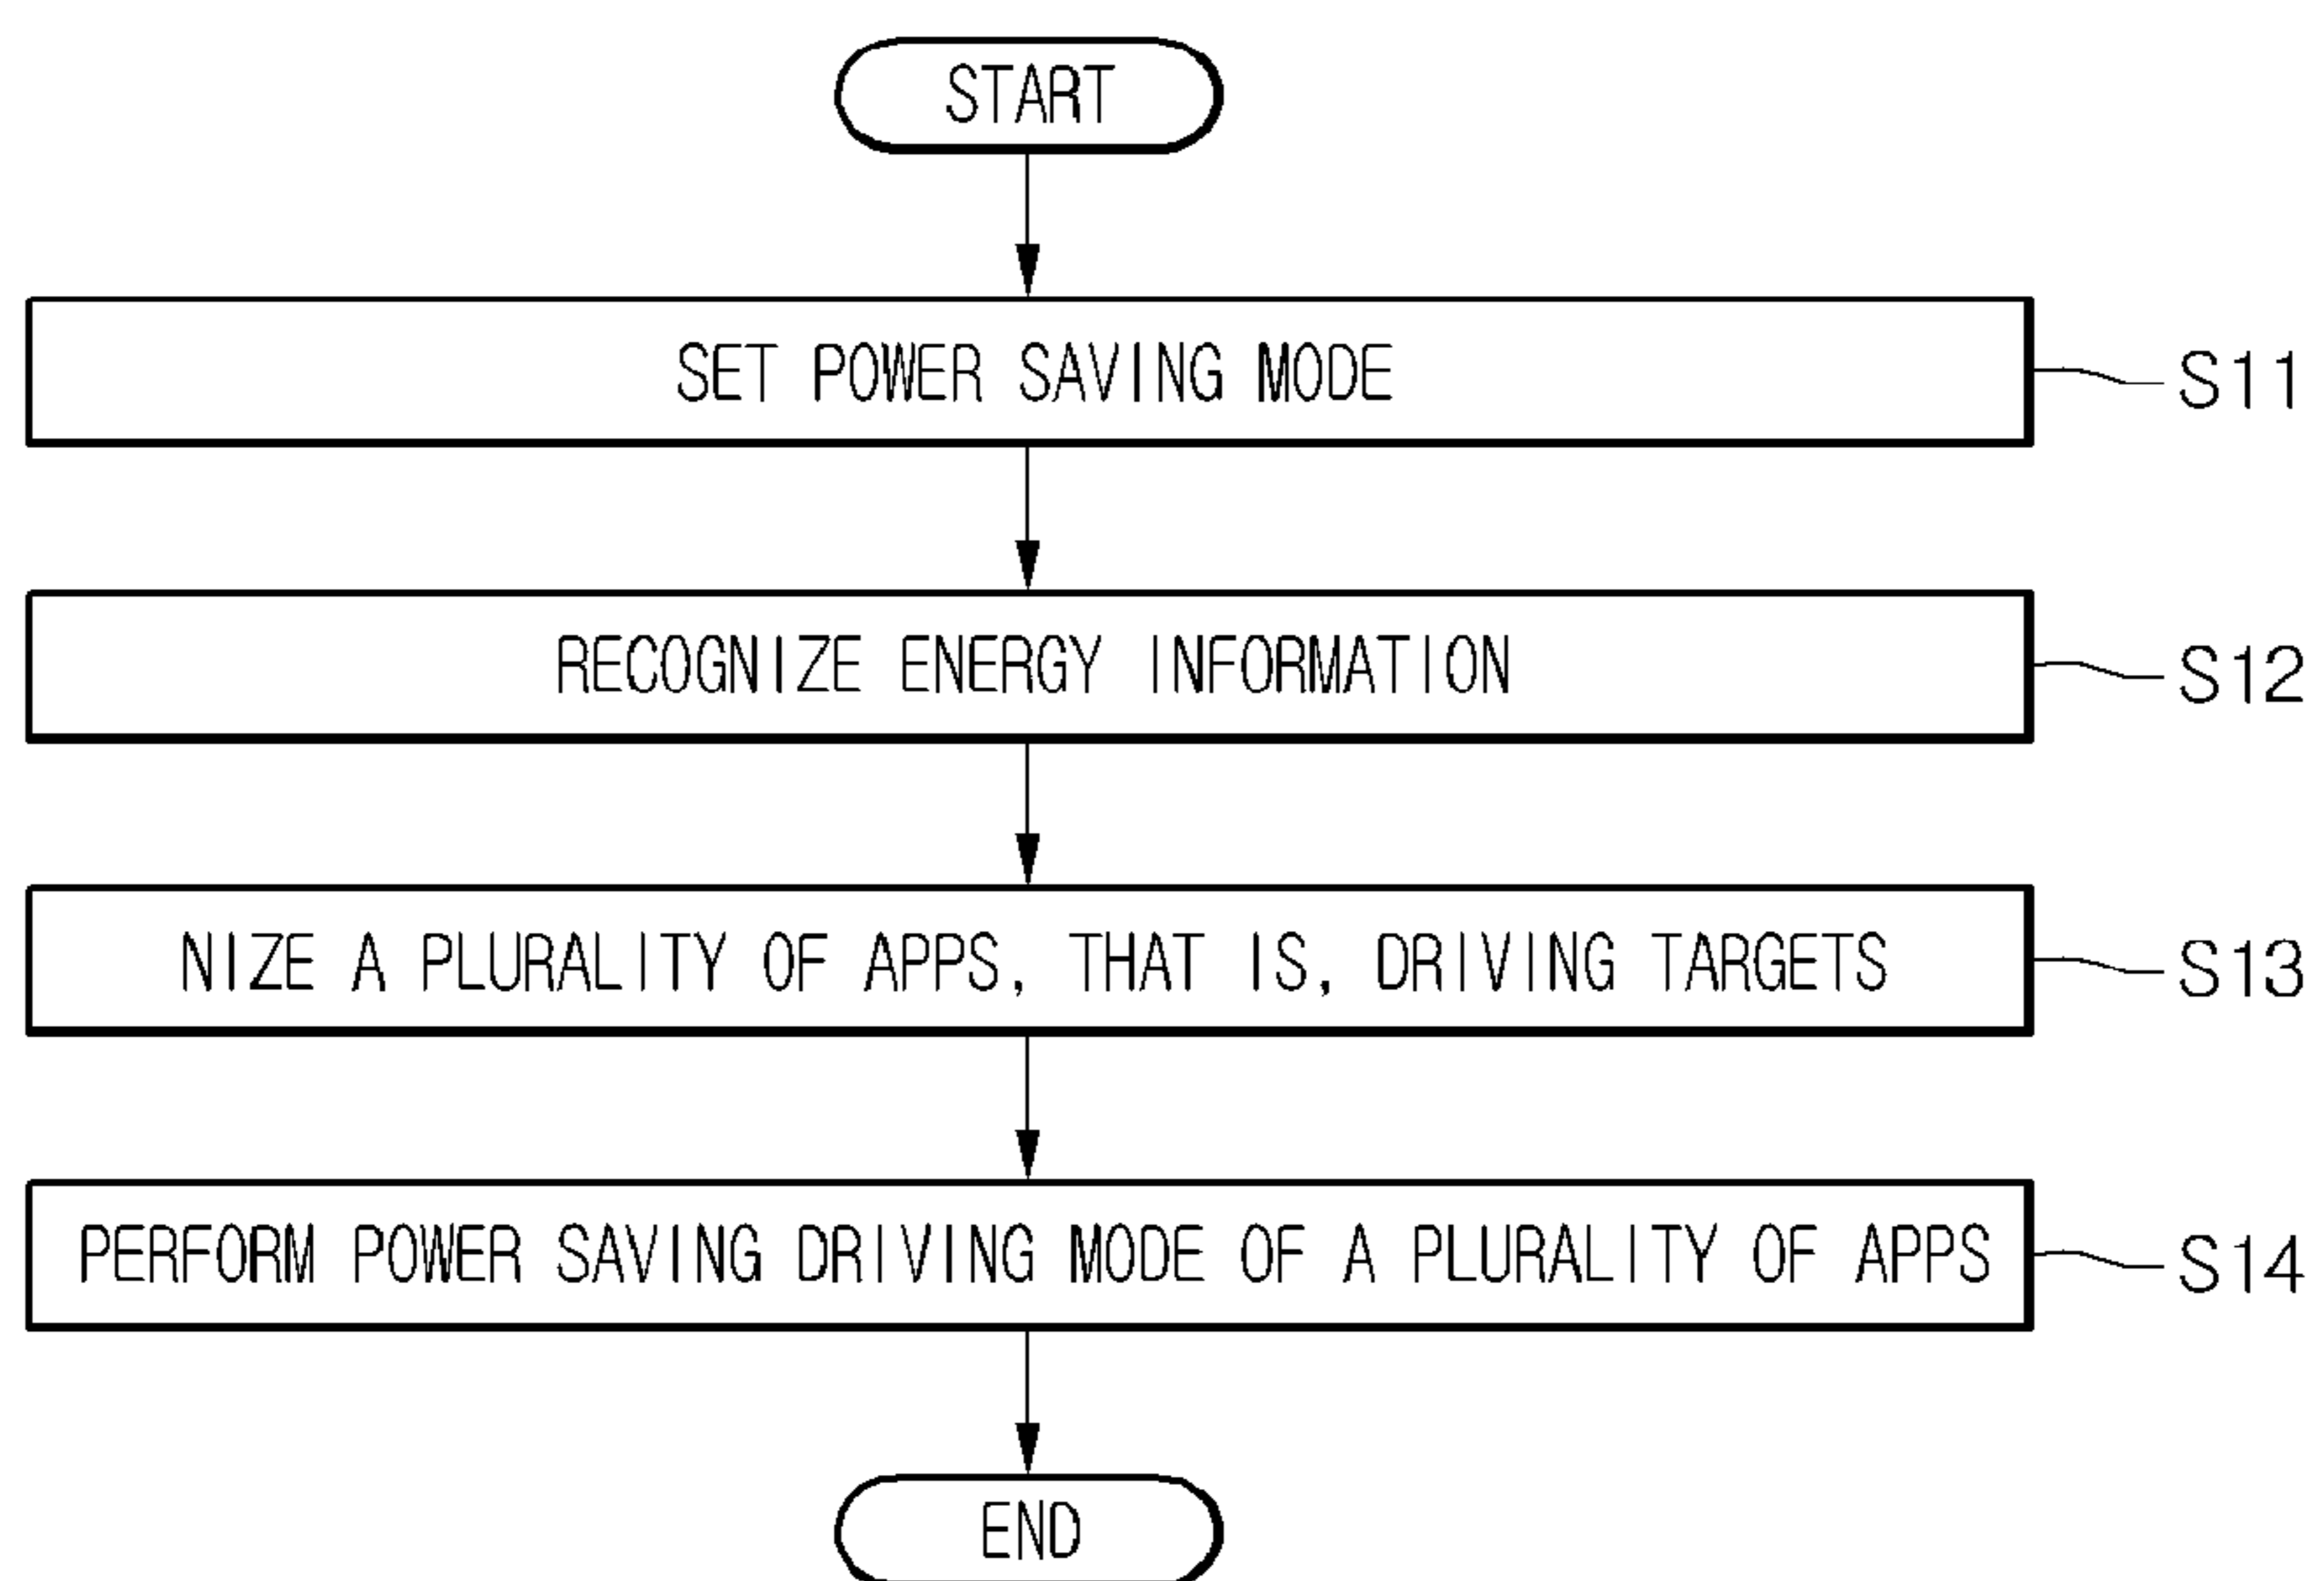 START
SET POWER SAVING MODE
S11
RECOGNIZE ENERGY INFORMATION
S12
NIZE A PLURALITY OF APPS, THAT IS, DRIVING TARGETS
S13
PERFORM POWER SAVING DRIVING MODE OF A PLURALITY OF APPS
S14
END